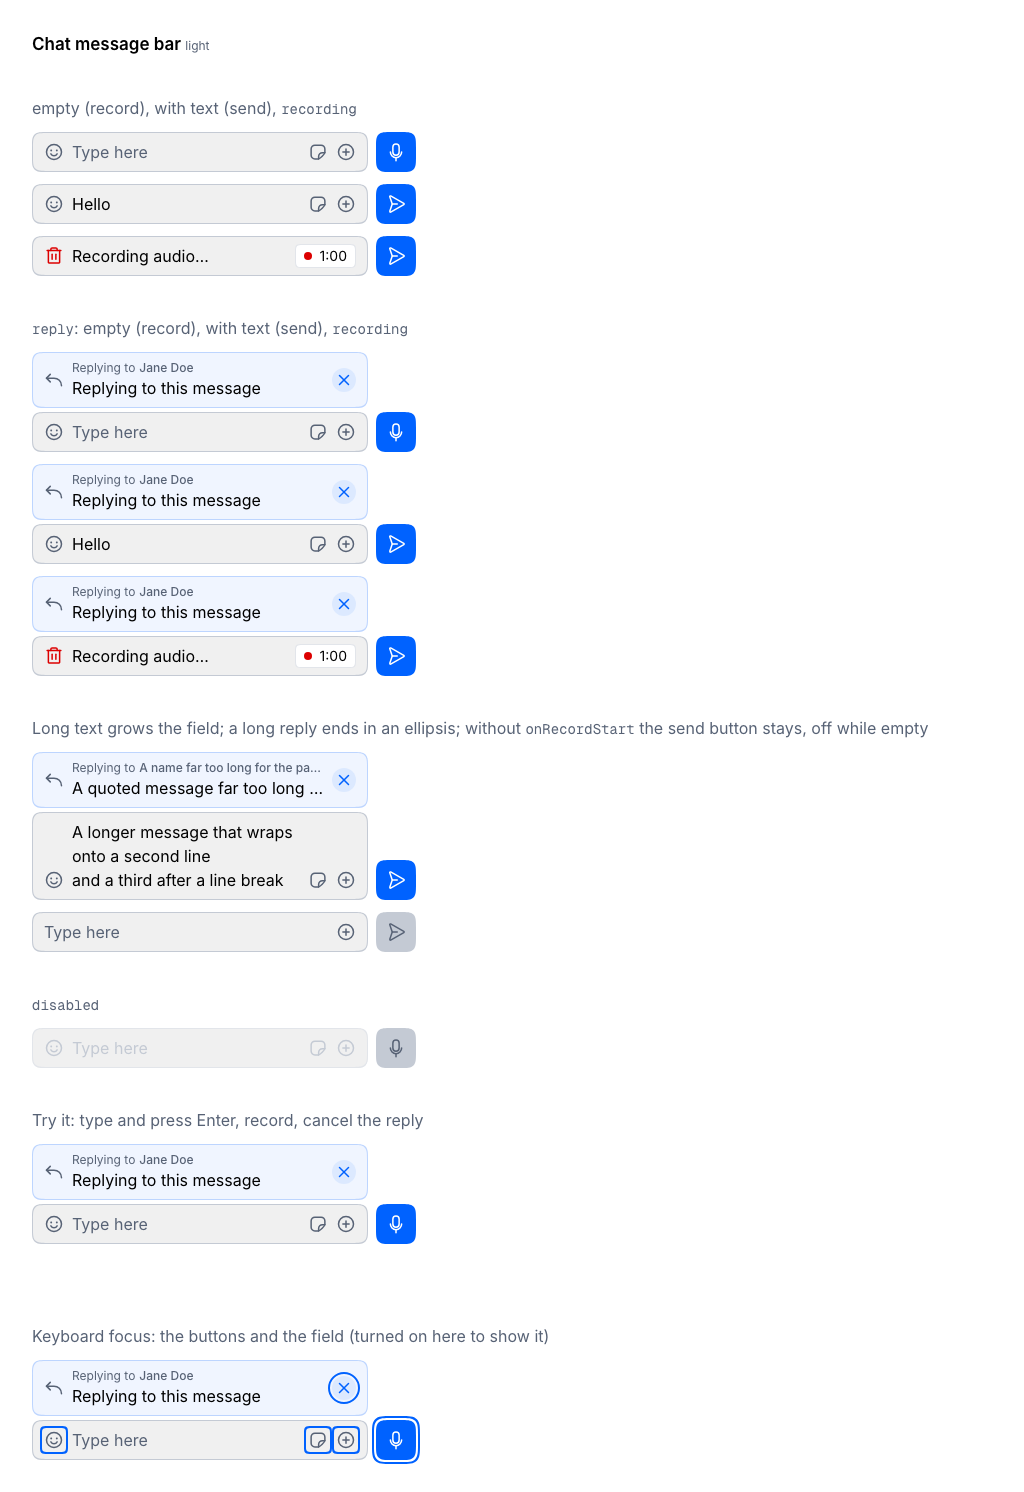 Chat message bar light
empty (record), with text (send), recording
Type here
Hello
Recording audio...
1:00
reply: empty (record), with text (send), recording
Replying to Jane Doe
Replying to this message
Type here
Replying to Jane Doe
Replying to this message
Hello
Replying to Jane Doe
Replying to this message
Recording audio...
1:00
Long text grows the field; a long reply ends in an ellipsis; without onRecordStart the send button stays, off while empty
Replying to A name far too long for the pa...
A quoted message far too long ...
A longer message that wraps
onto a second line
and a third after a line break
Type here
disabled
Type here
Try it: type and press Enter, record, cancel the reply
Replying to Jane Doe
Replying to this message
Type here
Keyboard focus: the buttons and the field (turned on here to show it)
Replying to Jane Doe
Replying to this message
Type here